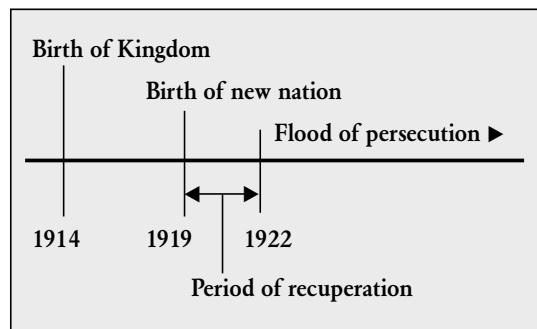 Birth of Kingdom
Birth of new nation
Flood of persecution
1914
1919
1922
Period of recuperation